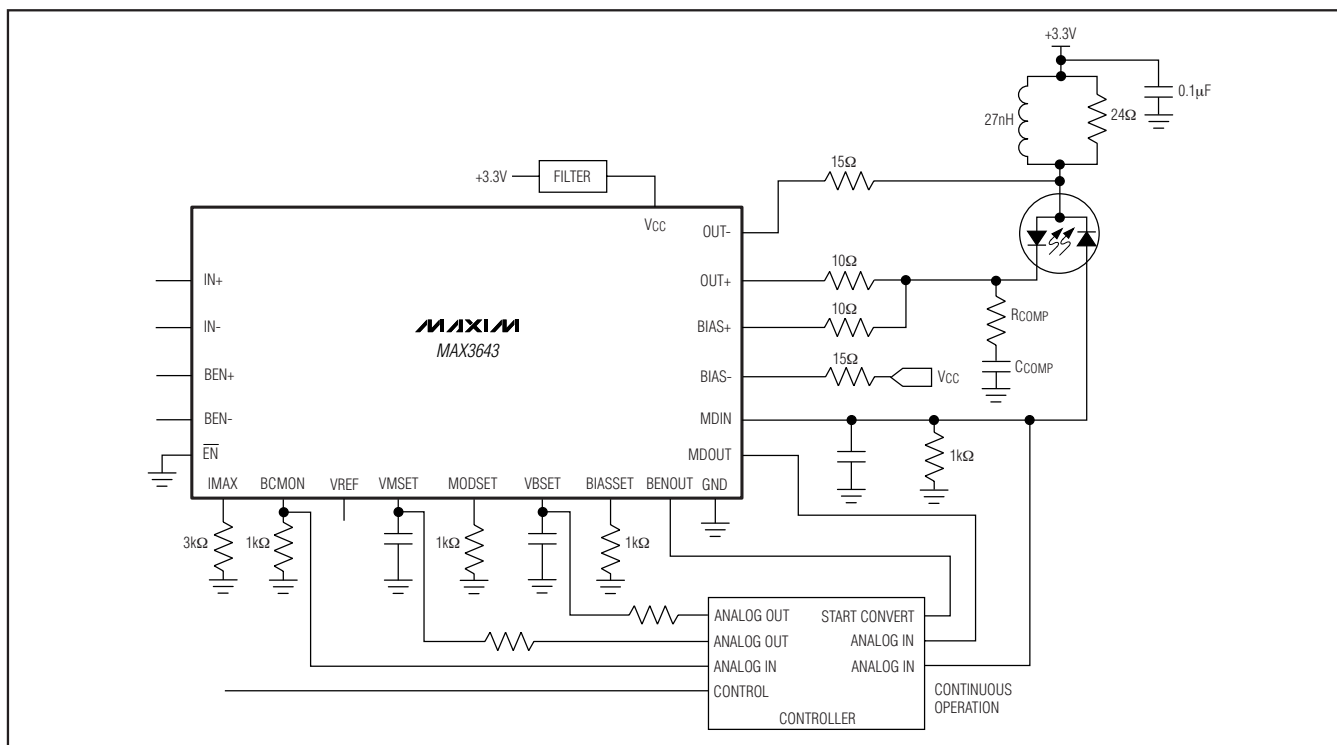 +3.3V
0.1μF
27nH
24Ω
15Ω
+3.3V
FILTER
VCC
OUT-
IN+
10Ω
OUT+
IN-
MAXIM
MAX3643
10Ω
BIAS+
RCOMP
BEN+
15Ω
BIAS-
VCC
CCOMP
BEN-
MDIN
EN
MDOUT
1kΩ
IMAX BCMON VREF VMSET MODSET VBSET BIASSET BENOUT GND
3kΩ
1kΩ
1kΩ
1kΩ
ANALOG OUT
START CONVERT
ANALOG OUT
ANALOG IN
ANALOG IN
ANALOG IN
CONTROL
CONTINUOUS
OPERATION
CONTROLLER